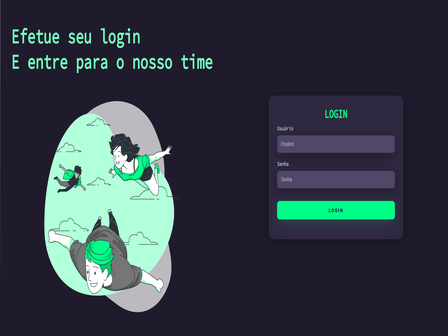 Efetue seu login
E entre para o nosso time
LOGIN
Usuário
Usuário
Senha
Senha
LOGIN